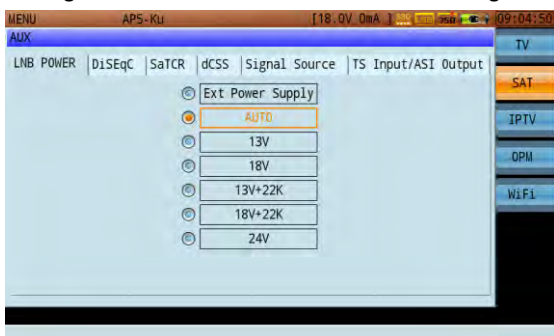 MENU APS-Ku [18.0V 0mA ] 09:04:50
AUX
LNB POWER DiSEqC SaTCR dCSS Signal Source TS Input/ASI Output
Ext Power Supply
AUTO
13V
18V
13V+22K
18V+22K
24V
TV
SAT
IPTV
OPM
WiFi